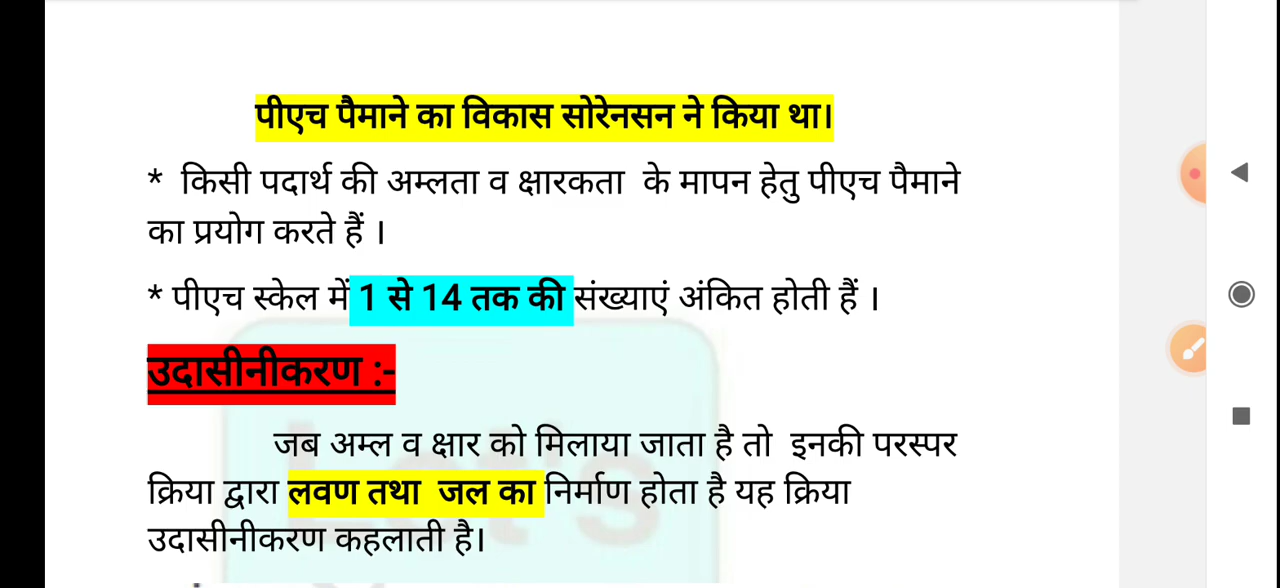 पीएच पैमाने का विकास सोरेनसन ने किया था।
* किसी पदार्थ की अम्लता व क्षारकता के मापन हेतु पीएच पैमाने
का प्रयोग करते हैं ।
* पीएच स्केल में 1 से 14 तक की संख्याएं अंकित होती हैं ।
उदासीनीकरण :-
जब अम्ल व क्षार को मिलाया जाता है तो इनकी परस्पर
क्रिया द्वारा लवण तथा जल का निर्माण होता है यह क्रिया
उदासीनीकरण कहलाती है।
Let's